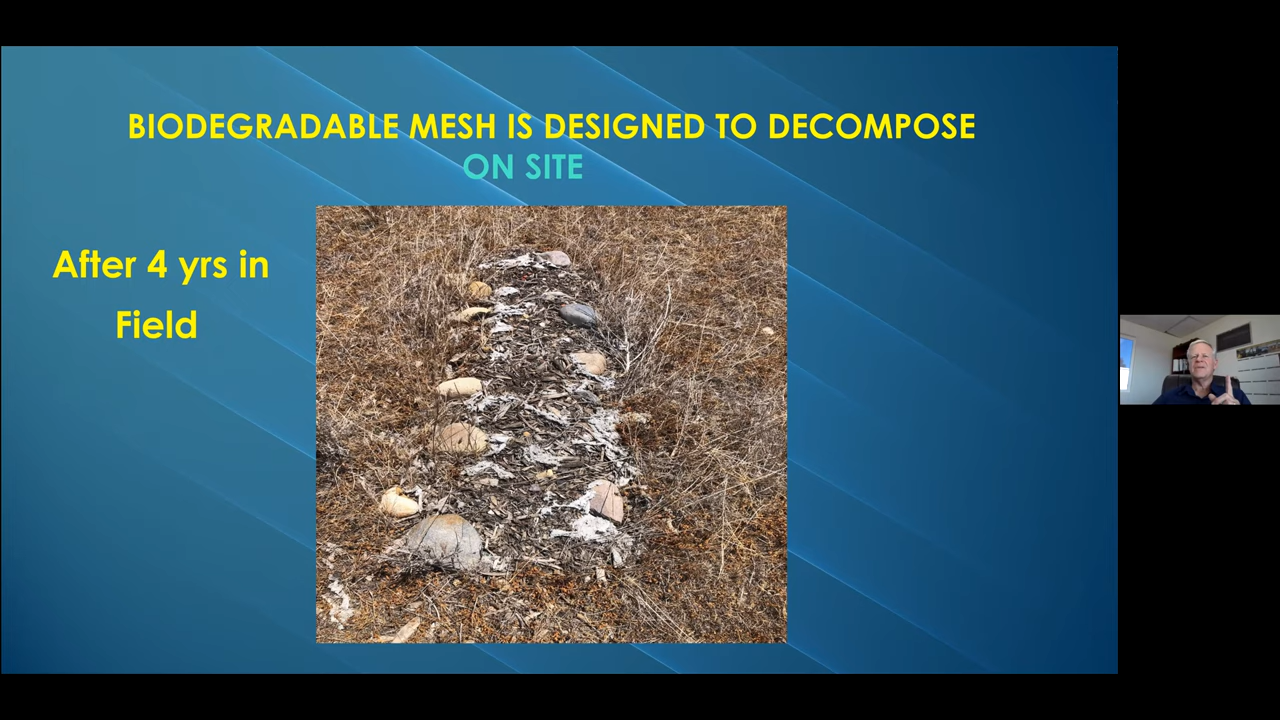 BIODEGRADABLE MESH IS DESIGNED TO DECOMPOSE
ON SITE
After 4 yrs in
Field